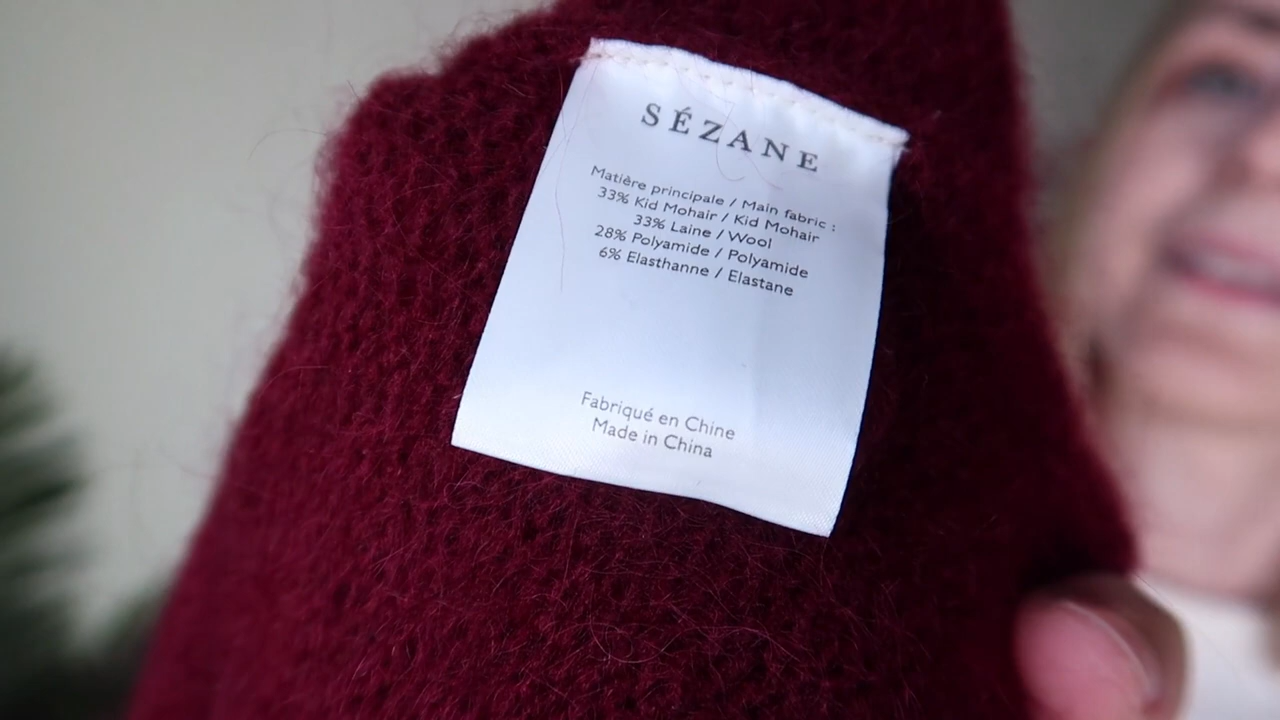 SÉZANE
Matière principale / Main fabric :
33% Kid Mohair / Kid Mohair
33% Laine / Wool
28% Polyamide / Polyamide
6% Elasthanne / Elastane
Fabriqué en Chine
Made in China